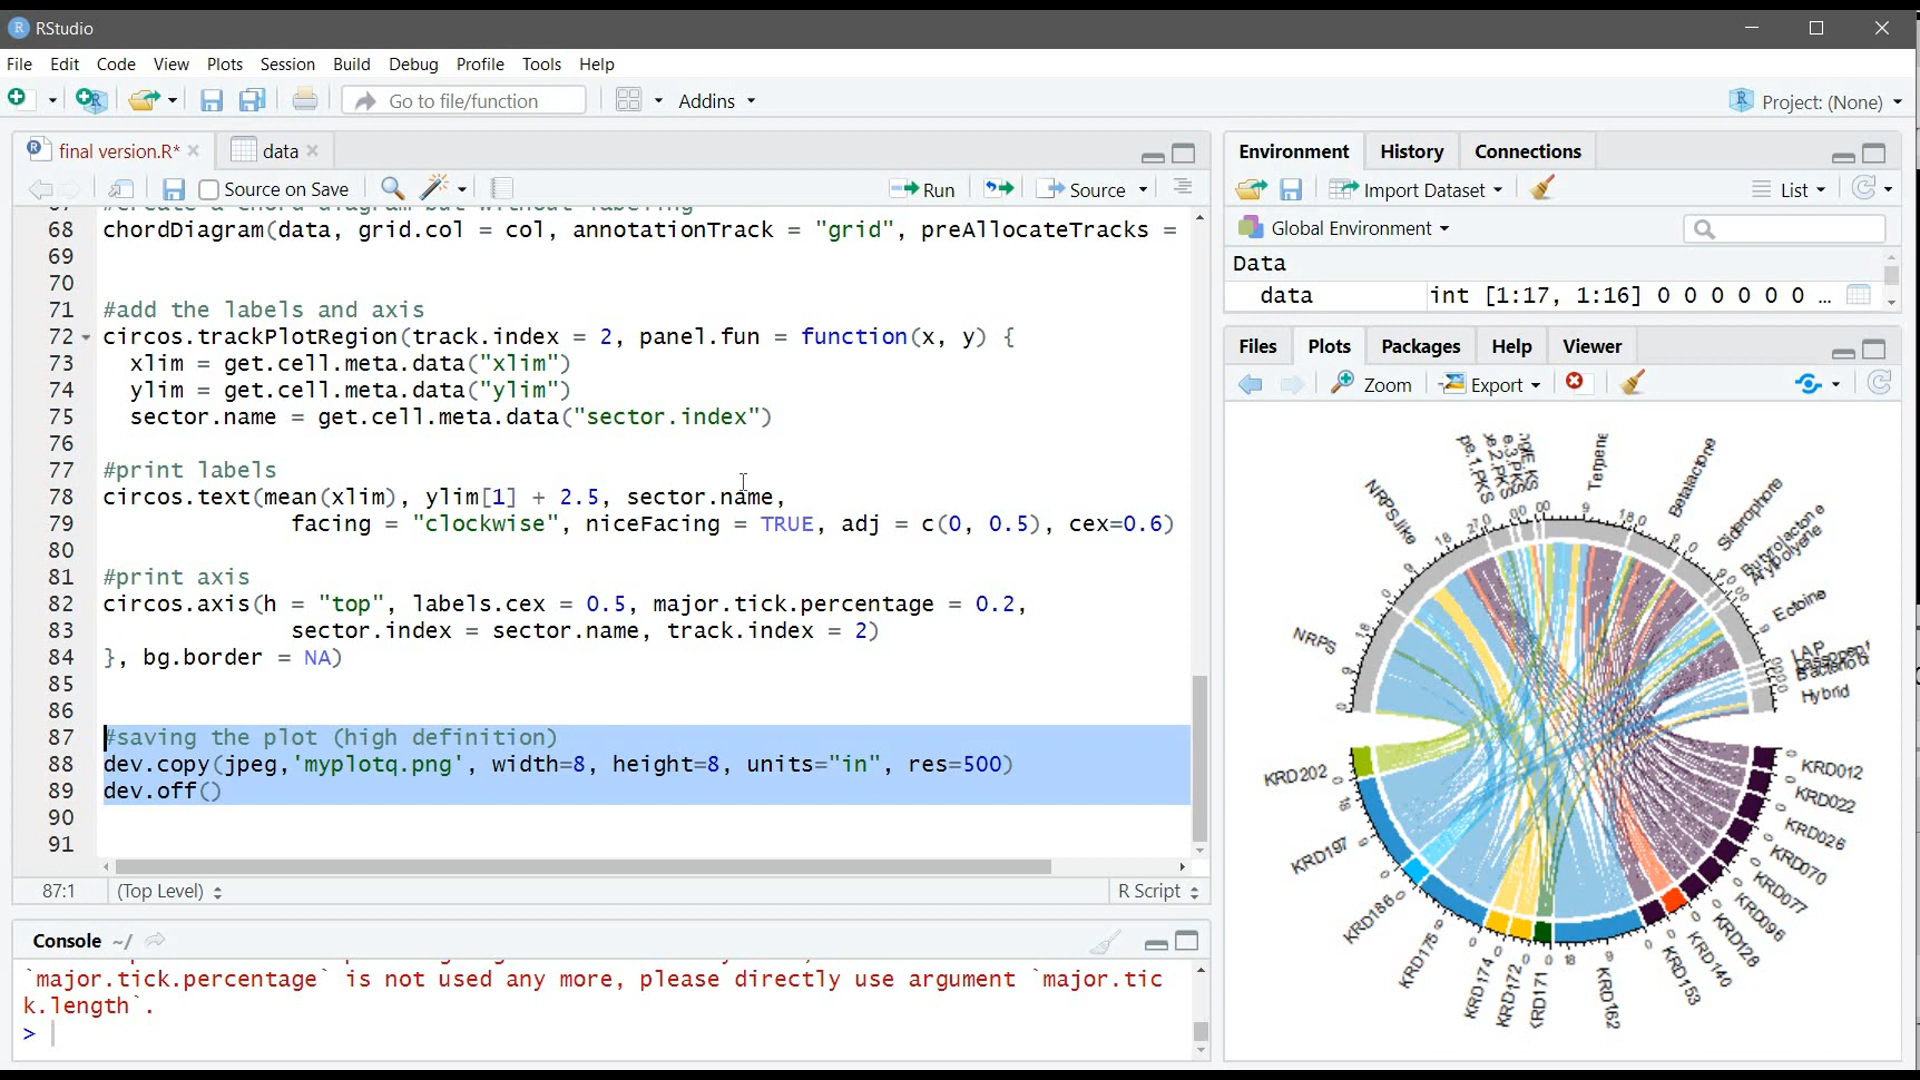 RStudio
File Edit Code View Plots Session Build Debug Profile Tools Help
Go to file/function
Addins
Project: (None)
final version.R*
data
Source on Save
Run
Source
68 chordDiagram(data, grid.col = col, annotationTrack = "grid", preAllocateTracks =
69
70
71 #add the labels and axis
72 circos.trackPlotRegion(track.index = 2, panel.fun = function(x, y) {
73 xlim = get.cell.meta.data("xlim")
74 ylim = get.cell.meta.data("ylim")
75 sector.name = get.cell.meta.data("sector.index")
76
77 #print labels
78 circos.text(mean(xlim), ylim[1] + 2.5, sector.name,
79 facing = "clockwise", niceFacing = TRUE, adj = c(0, 0.5), cex=0.6)
80
81 #print axis
82 circos.axis(h = "top", labels.cex = 0.5, major.tick.percentage = 0.2,
83 sector.index = sector.name, track.index = 2)
84 }, bg.border = NA)
85
86
87 #saving the plot (high definition)
88 dev.copy(jpeg,'myplotq.png', width=8, height=8, units="in", res=500)
89 dev.off()
90
91
87:1 (Top Level)
R Script
Console ~/
`major.tick.percentage` is not used any more, please directly use argument `major.tic
k.length`.
>
Environment History Connections
Import Dataset
List
Global Environment
Data
data int [1:17, 1:16] 0 0 0 0 0 0 ...
Files Plots Packages Help Viewer
Zoom Export
Terpene
Betalactone
Siderophore
Butyrolactone
Arylpolyene
Ectoine
LAP
Hybrid
NRPS.like
NRPS
KRD012
KRD022
KRD026
KRD070
KRD077
KRD096
KRD128
KRD140
KRD153
KRD162
KRD171
KRD172
KRD174
KRD175
KRD186
KRD197
KRD202